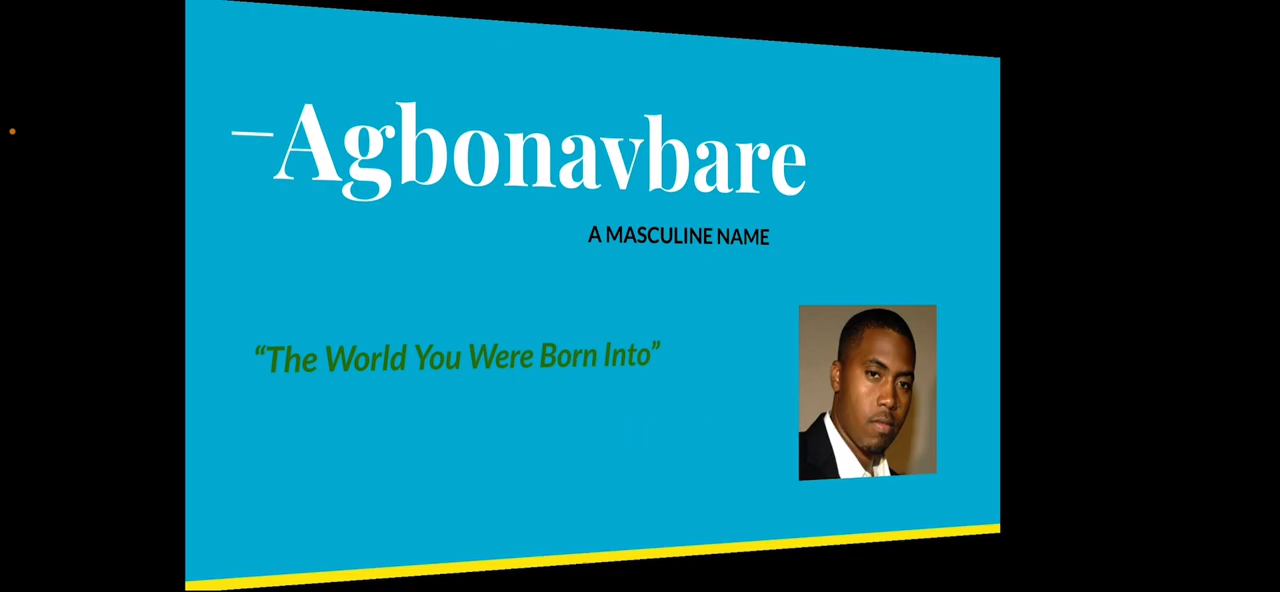 –Agbonavbare
A MASCULINE NAME
“The World You Were Born Into”